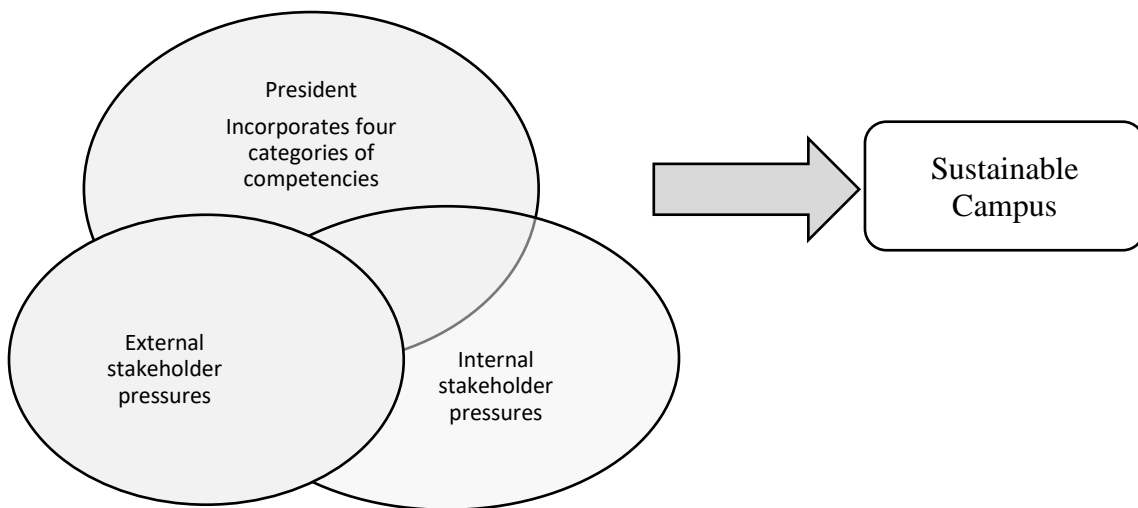 President
Incorporates four
categories of
competencies
Sustainable
Campus
External
stakeholder
pressures
Internal
stakeholder
pressures